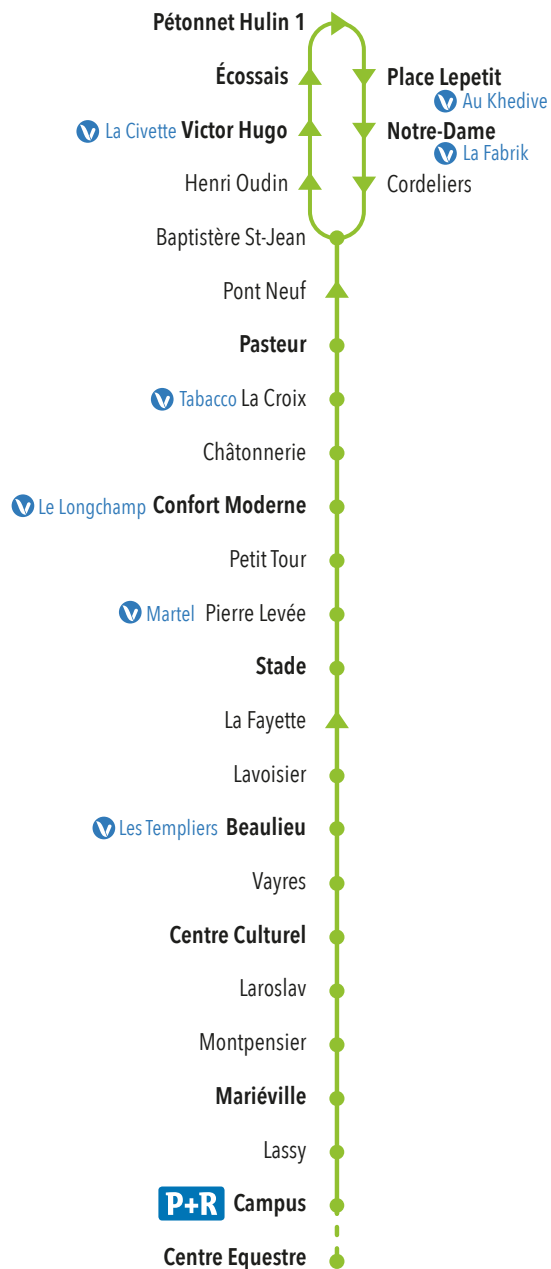 Pétonnet Hulin 1
Écossais
Place Lepetit
Au Khedive
La Civette Victor Hugo
Notre-Dame
La Fabrik
Henri Oudin
Cordeliers
Baptistère St-Jean
Pont Neuf
Pasteur
Tabacco La Croix
Châtonnerie
Le Longchamp Confort Moderne
Petit Tour
Martel Pierre Levée
Stade
La Fayette
Lavoisier
Les Templiers Beaulieu
Vayres
Centre Culturel
Laroslav
Montpensier
Mariéville
Lassy
P+R Campus
Centre Equestre